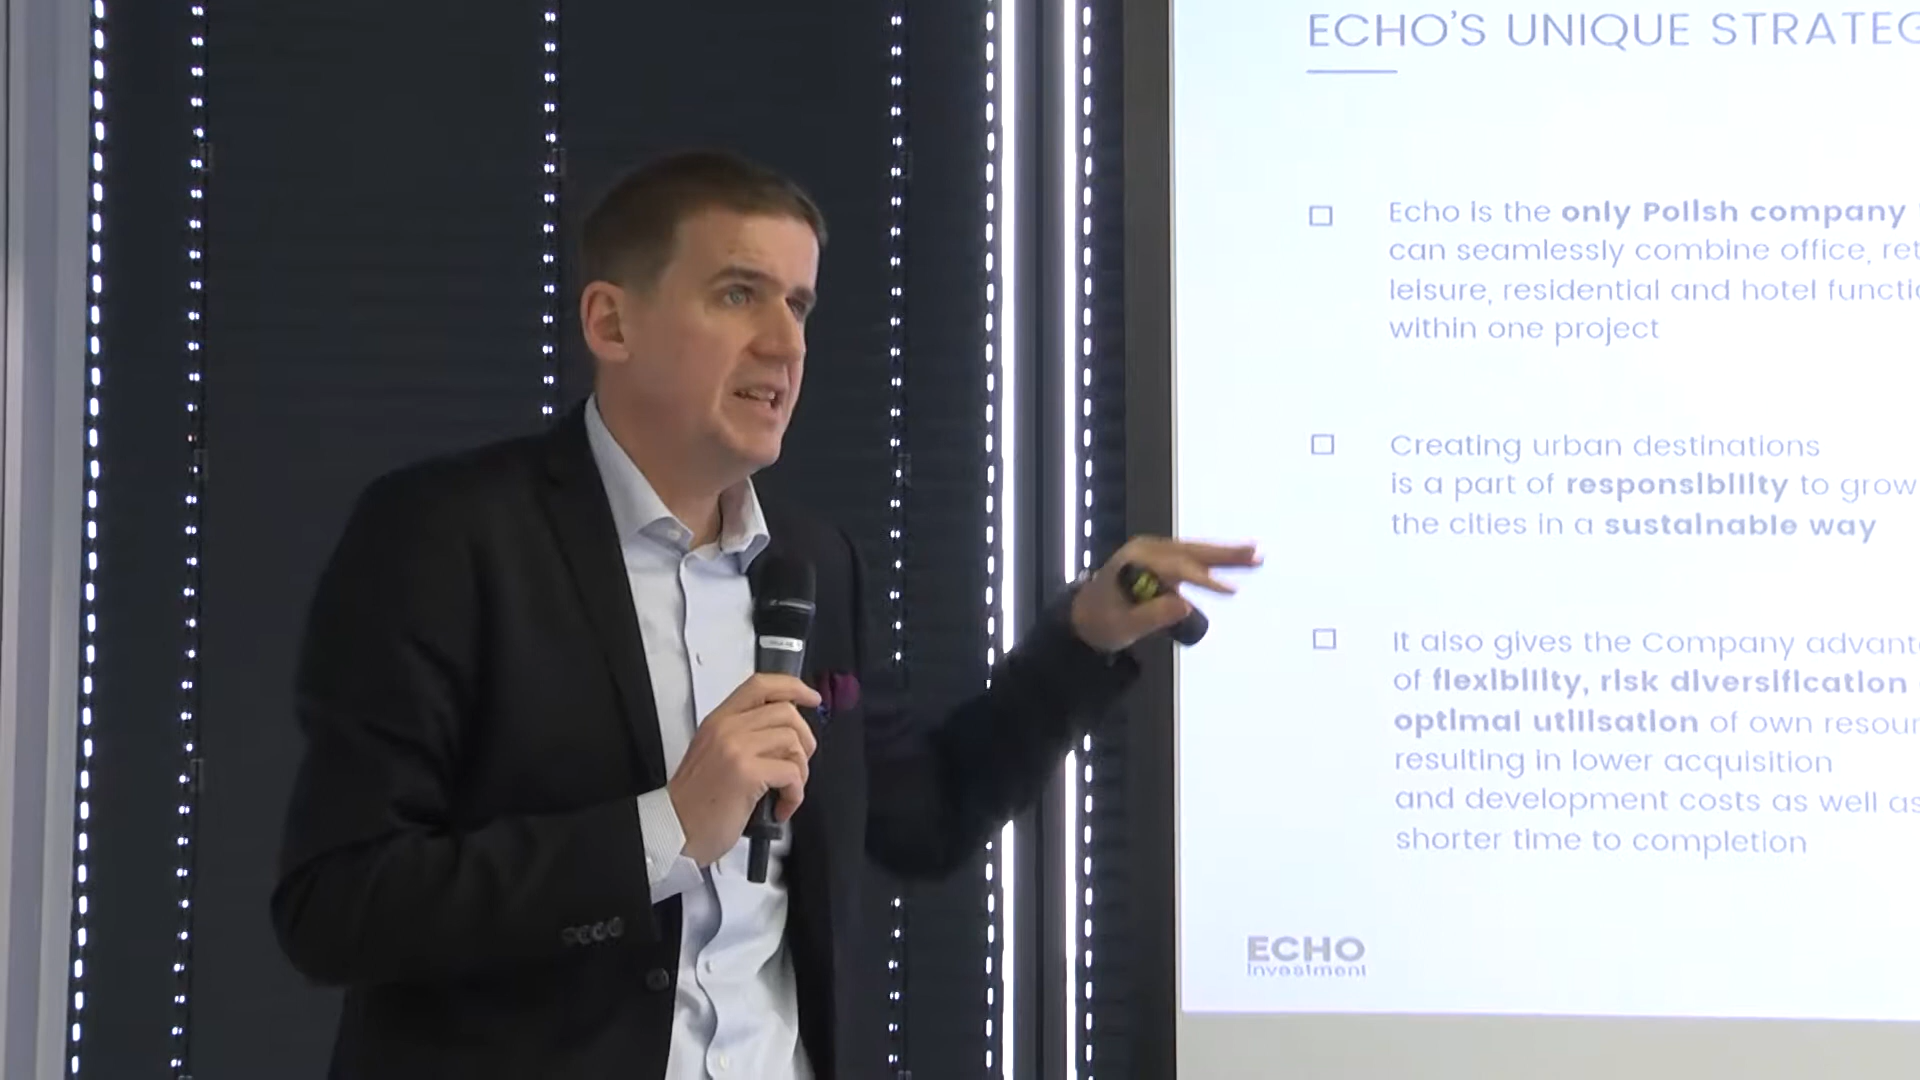 ECHO'S UNIQUE STRATEG
Echo is the only Polish company
can seamlessly combine office, ret
leisure, residential and hotel functio
within one project
Creating urban destinations
is a part of responsibility to grow
the cities in a sustainable way
It also gives the Company advant
of flexibility, risk diversification
optimal utilisation of own resour
resulting in lower acquisition
and development costs as well as
shorter time to completion
ECHO
investment